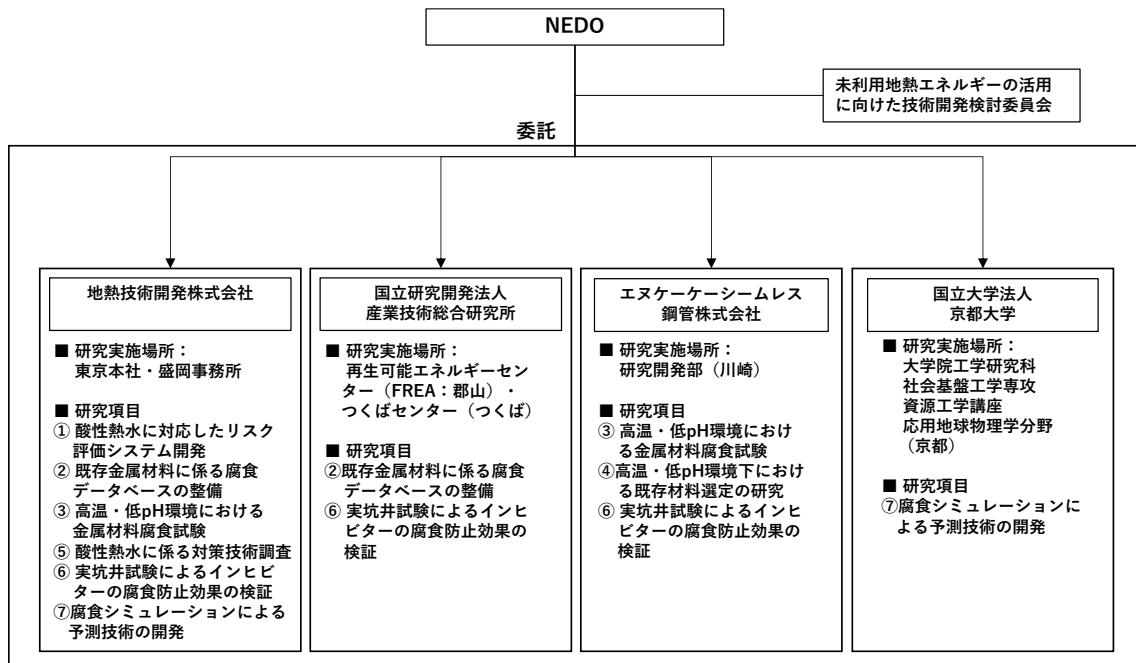 NEDO
未利用地熱エネルギーの活用
に向けた技術開発検討委員会
委託
地熱技術開発株式会社
■ 研究実施場所：
東京本社・盛岡事務所
■ 研究項目
① 酸性熱水に対応したリスク
評価システム開発
② 既存金属材料に係る腐食
データベースの整備
③ 高温・低pH環境における
金属材料腐食試験
⑤ 酸性熱水に係る対策技術調査
⑥ 実坑井試験によるインヒビ
ターの腐食防止効果の検証
⑦腐食シミュレーションによる
予測技術の開発
国立研究開発法人
産業技術総合研究所
■ 研究実施場所：
再生可能エネルギーセン
ター（FREA：郡山）・
つくばセンター（つくば）
■ 研究項目
②既存金属材料に係る腐食
データベースの整備
⑥ 実坑井試験によるインヒ
ビターの腐食防止効果の
検証
エヌケーケーシームレス
鋼管株式会社
■ 研究実施場所：
研究開発部（川崎）
■ 研究項目
③ 高温・低pH環境におけ
る金属材料腐食試験
④高温・低pH環境下におけ
る既存材料選定の研究
⑥ 実坑井試験によるインヒ
ビターの腐食防止効果の
検証
国立大学法人
京都大学
■ 研究実施場所：
大学院工学研究科
社会基盤工学専攻
資源工学講座
応用地球物理学分野
（京都）
■ 研究項目
⑦腐食シミュレーションに
よる予測技術の開発